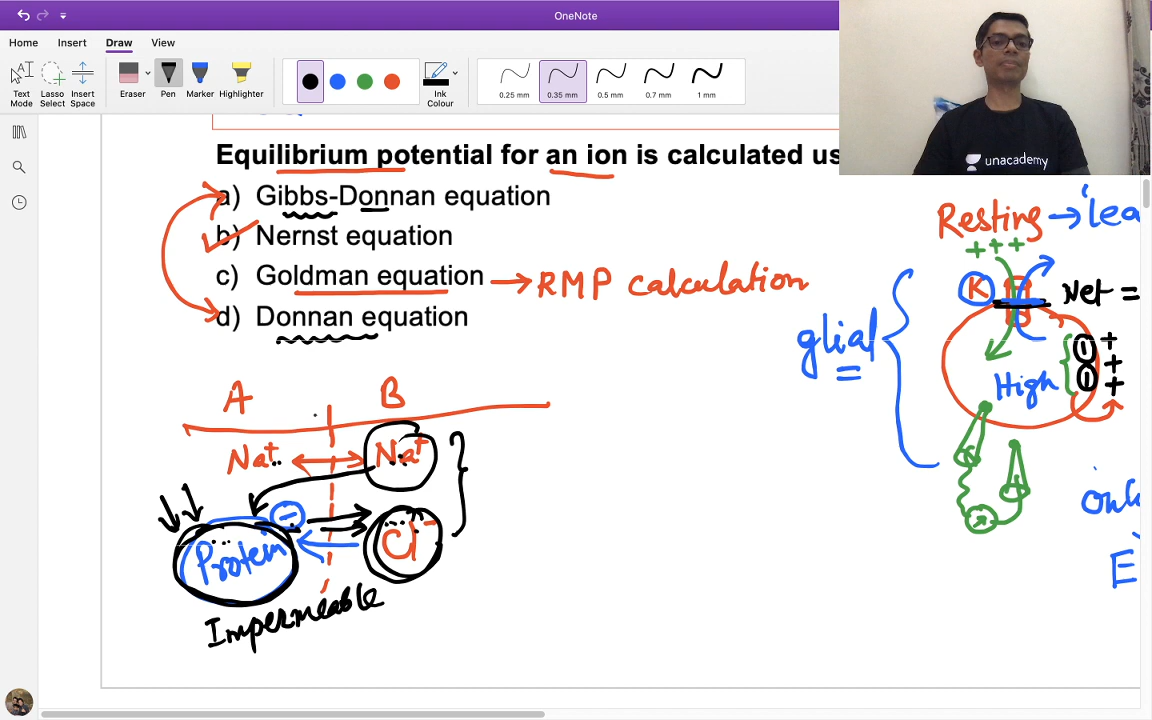 OneNote
Home Insert Draw View
Text Mode
Lasso Select
Insert Space
Eraser
Pen
Marker
Highlighter
Ink Colour
0.25 mm
0.35 mm
0.5 mm
0.7 mm
1 mm
unacademy
Equilibrium potential for an ion is calculated us
a) Gibbs-Donnan equation
b) Nernst equation
c) Goldman equation → RMP calculation
d) Donnan equation
A B
Na+ ↔ Na+
Protein − Cl−
Impermeable
Resting → 'lea
+ + +
K
Net =
glial
High
+
+
+
E